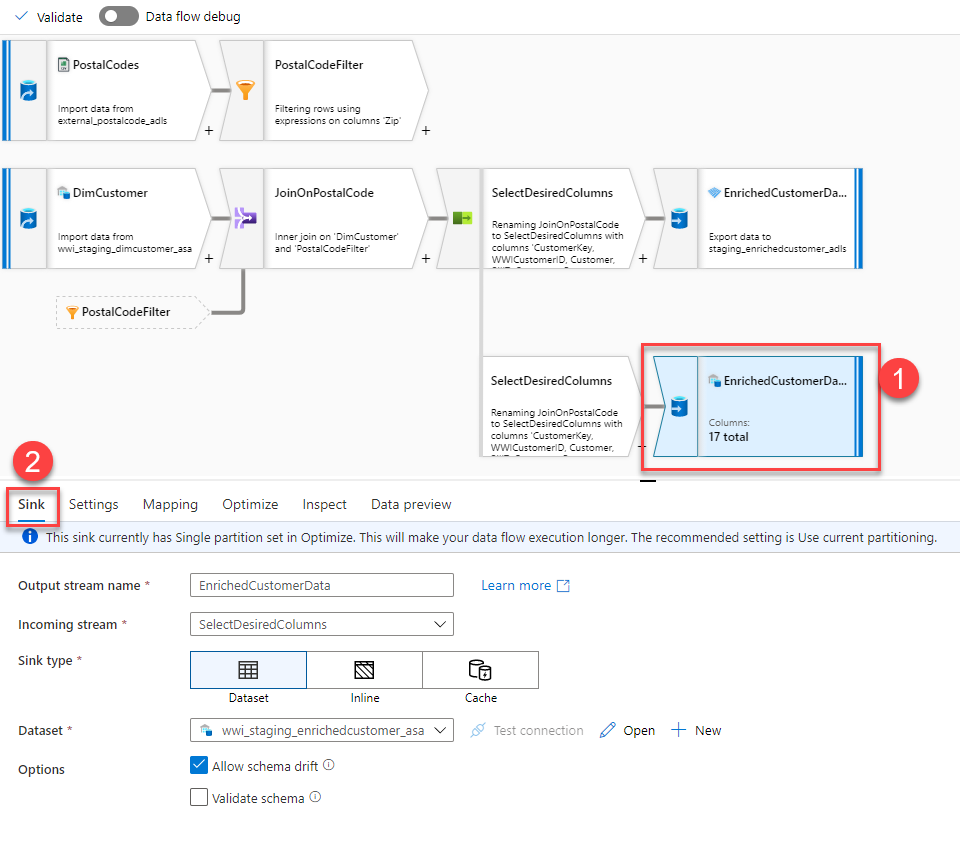 Validate
Data flow debug
PostalCodes
Import data from
external_postalcode_adls
+
PostalCodeFilter
Filtering rows using
expressions on columns 'Zip'
+
DimCustomer
Import data from
wwi_staging_dimcustomer_asa
+
JoinOnPostalCode
Inner join on 'DimCustomer'
and 'PostalCodeFilter'
+
SelectDesiredColumns
Renaming JoinOnPostalCode
to SelectDesiredColumns with
columns 'CustomerKey,
WWICustomerID, Customer,
+
EnrichedCustomerDa...
Export data to
staging_enrichedcustomer_adls
PostalCodeFilter
SelectDesiredColumns
Renaming JoinOnPostalCode
to SelectDesiredColumns with
columns 'CustomerKey,
WWICustomerID, Customer,
EnrichedCustomerDa...
Columns:
17 total
1
2
Sink Settings Mapping Optimize Inspect Data preview
This sink currently has Single partition set in Optimize. This will make your data flow execution longer. The recommended setting is Use current partitioning.
Output stream name * EnrichedCustomerData Learn more
Incoming stream * SelectDesiredColumns
Sink type *
Dataset Inline Cache
Dataset * wwi_staging_enrichedcustomer_asa Test connection Open + New
Options Allow schema drift
Validate schema